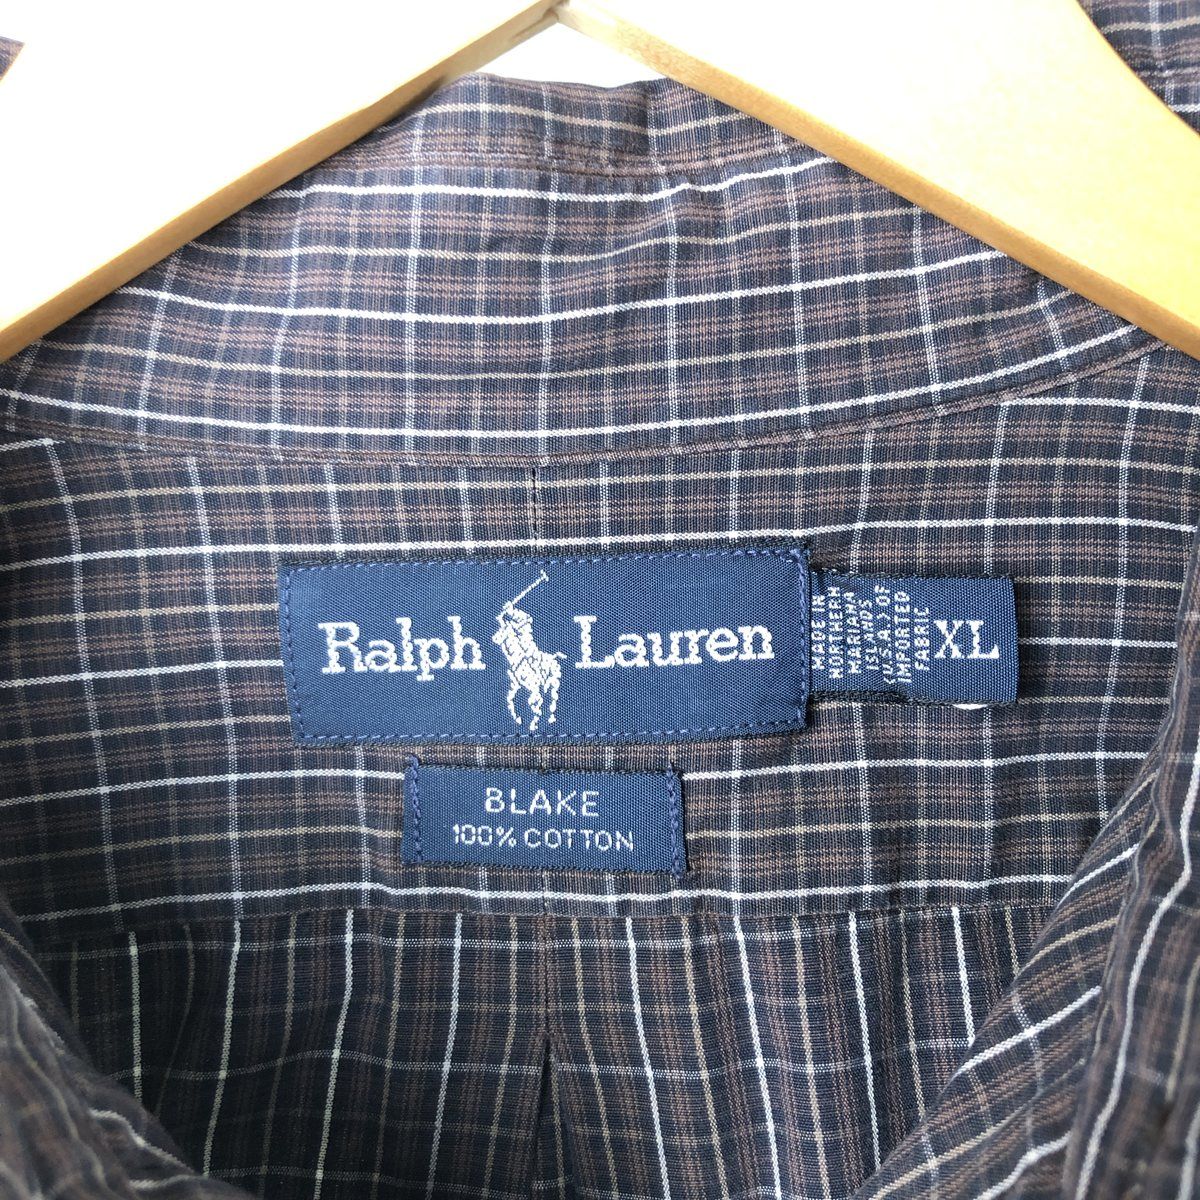 Ralph Lauren
MADE IN
NORTHERN
MARIANA
ISLANDS
(U.S.A.) OF
IMPORTED
FABRIC
XL
BLAKE
100% COTTON